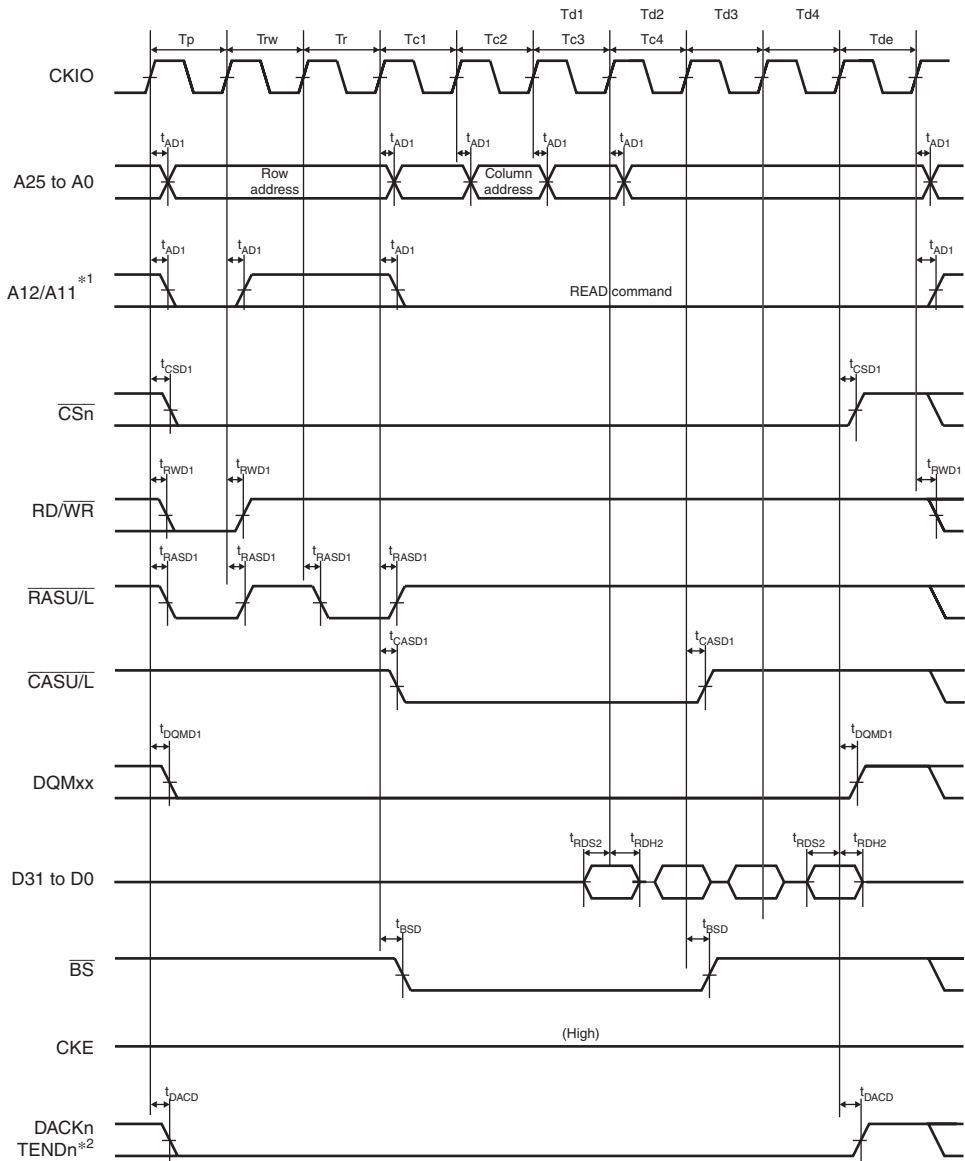 Td1 Td2 Td3 Td4
Tp Trw Tr Tc1 Tc2 Tc3 Tc4 Tde
CKIO
tAD1 tAD1 tAD1 tAD1 tAD1 tAD1
A25 to A0 Row address Column address
tAD1 tAD1 tAD1 tAD1
A12/A11*1 READ command
tCSD1 tCSD1
CSn
tRWD1 tRWD1 tRWD1
RD/WR
tRASD1 tRASD1 tRASD1 tRASD1
RASU/L
tCASD1 tCASD1
CASU/L
tDQMD1 tDQMD1
DQMxx
tRDS2 tRDH2 tRDS2 tRDH2
D31 to D0
tBSD tBSD
BS
(High)
CKE
tDACD tDACD
DACKn
TENDn*2